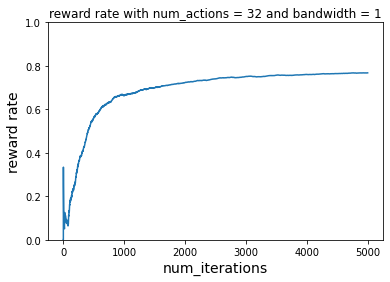 reward rate with num_actions = 32 and bandwidth = 1
1.0
0.8
0.6
0.4
0.2
0.0
reward rate
0 1000 2000 3000 4000 5000
num_iterations